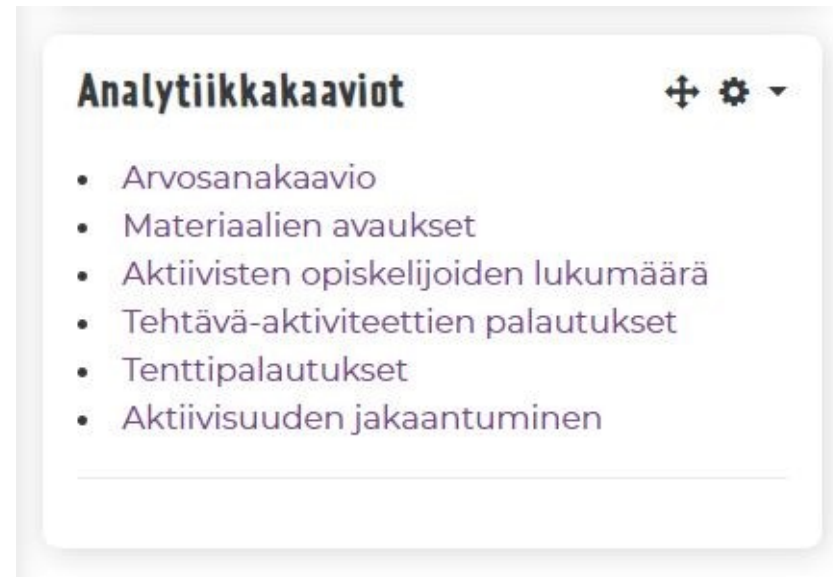 Analytiikkakaaviot
Arvosanakaavio
Materiaalien avaukset
Aktiivisten opiskelijoiden lukumäärä
Tehtävä-aktiviteettien palautukset
Tenttipalautukset
Aktiivisuuden jakaantuminen